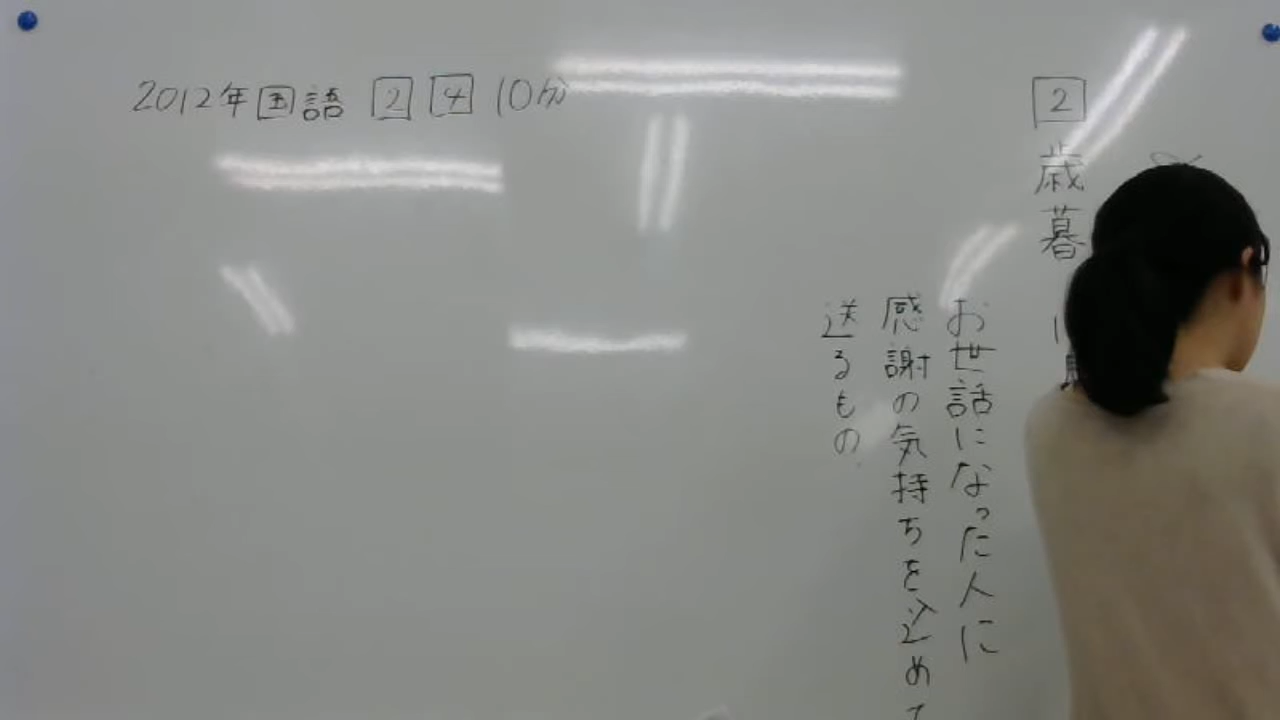 2012年国語 2 4 10分
2
歳暮 に
お世話になった人に
感謝の気持ちを込めて
送るもの.